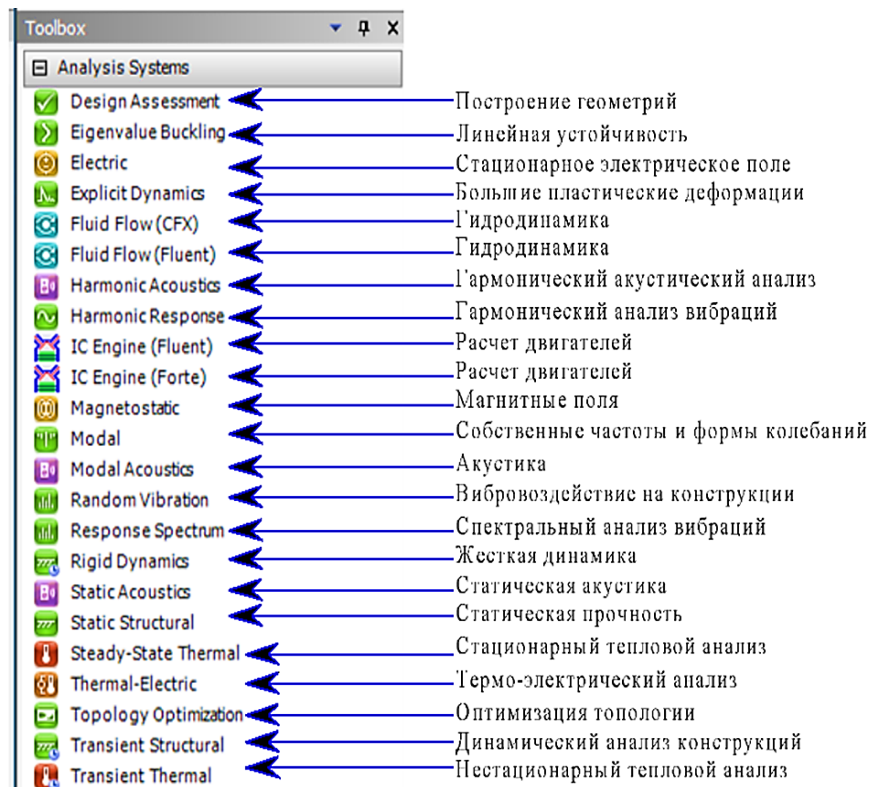 Toolbox
Analysis Systems
Design Assessment Построение геометрий
Eigenvalue Buckling Линейная устойчивость
Electric Стационарное электрическое поле
Explicit Dynamics Большие пластические деформации
Fluid Flow (CFX) Гидродинамика
Fluid Flow (Fluent) Гидродинамика
Harmonic Acoustics Гармонический акустический анализ
Harmonic Response Гармонический анализ вибраций
IC Engine (Fluent) Расчет двигателей
IC Engine (Forte) Расчет двигателей
Magnetostatic Магнитные поля
Modal Собственные частоты и формы колебаний
Modal Acoustics Акустика
Random Vibration Вибровоздействие на конструкции
Response Spectrum Спектральный анализ вибраций
Rigid Dynamics Жесткая динамика
Static Acoustics Статическая акустика
Static Structural Статическая прочность
Steady-State Thermal Стационарный тепловой анализ
Thermal-Electric Термо-электрический анализ
Topology Optimization Оптимизация топологии
Transient Structural Динамический анализ конструкций
Transient Thermal Нестационарный тепловой анализ